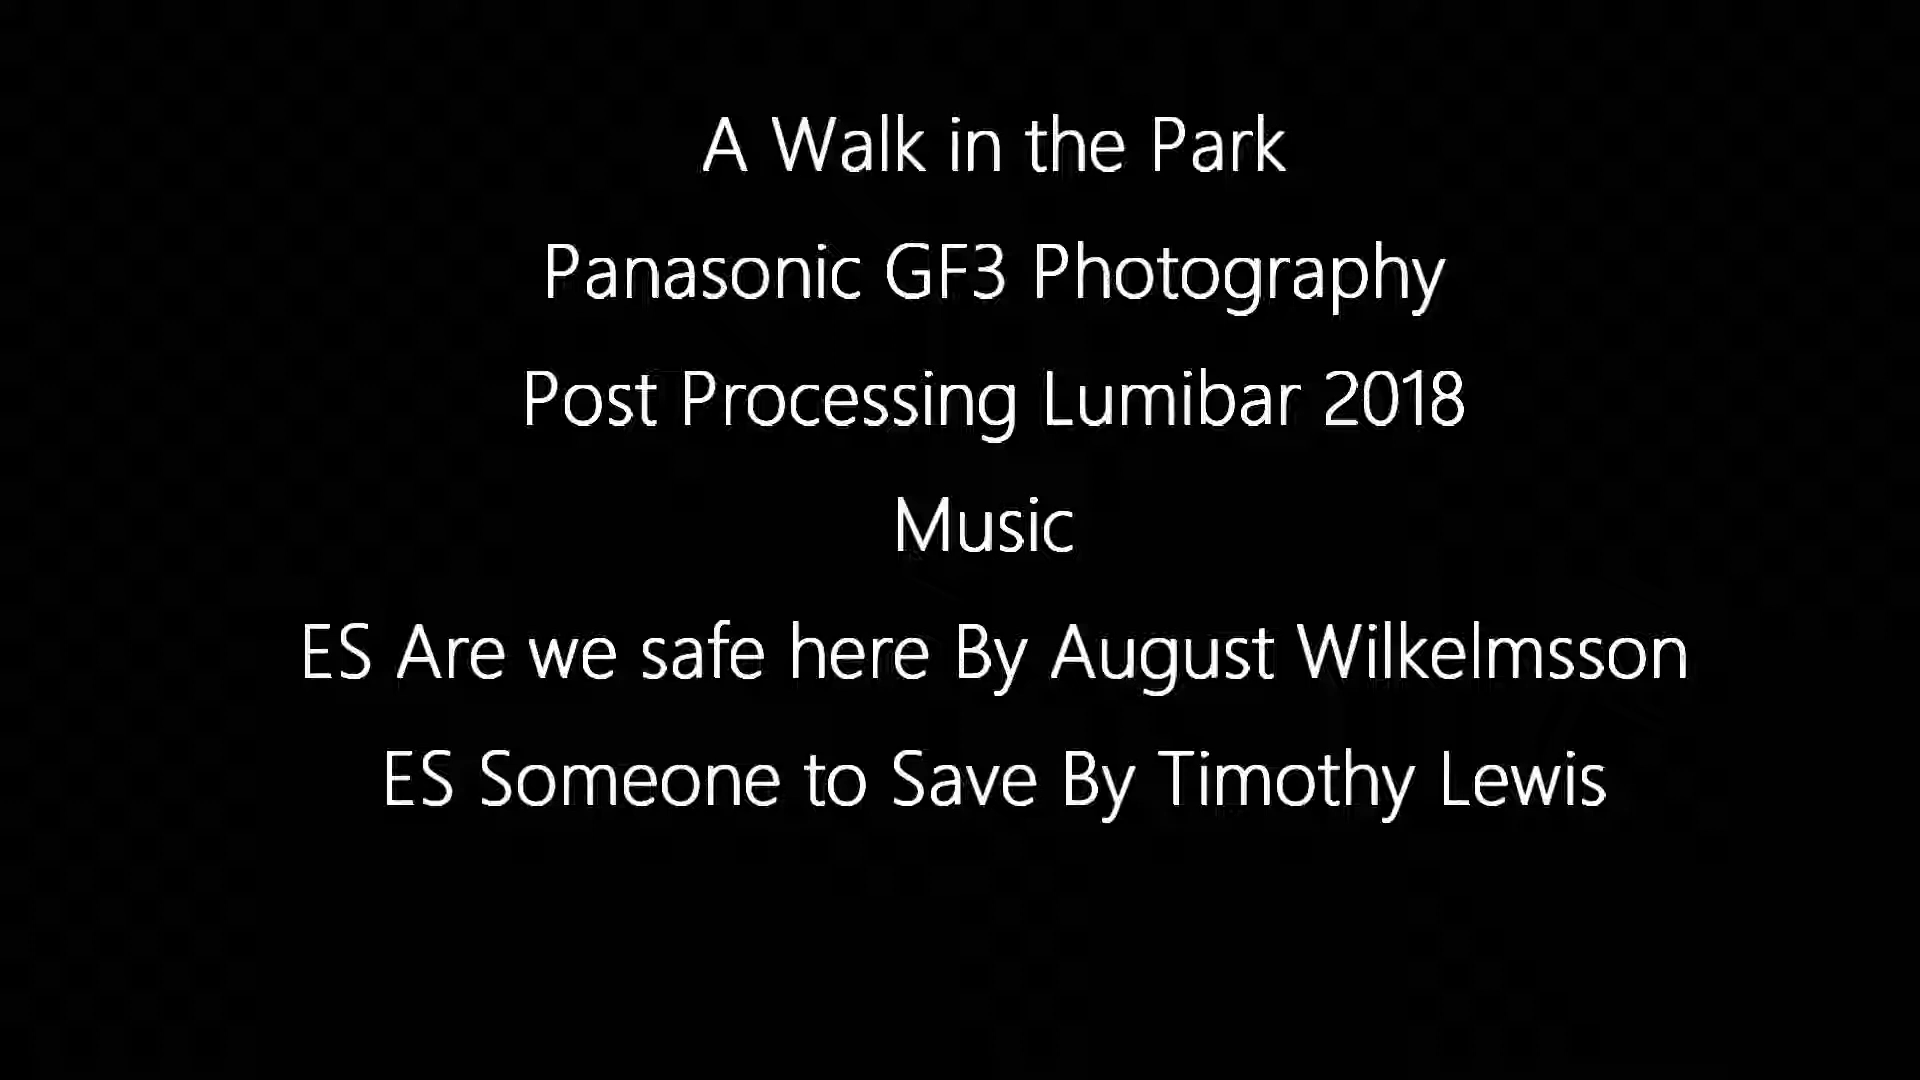 A Walk in the Park
Panasonic GF3 Photography
Post Processing Lumibar 2018
Music
ES Are we safe here By August Wilkelmsson
ES Someone to Save By Timothy Lewis